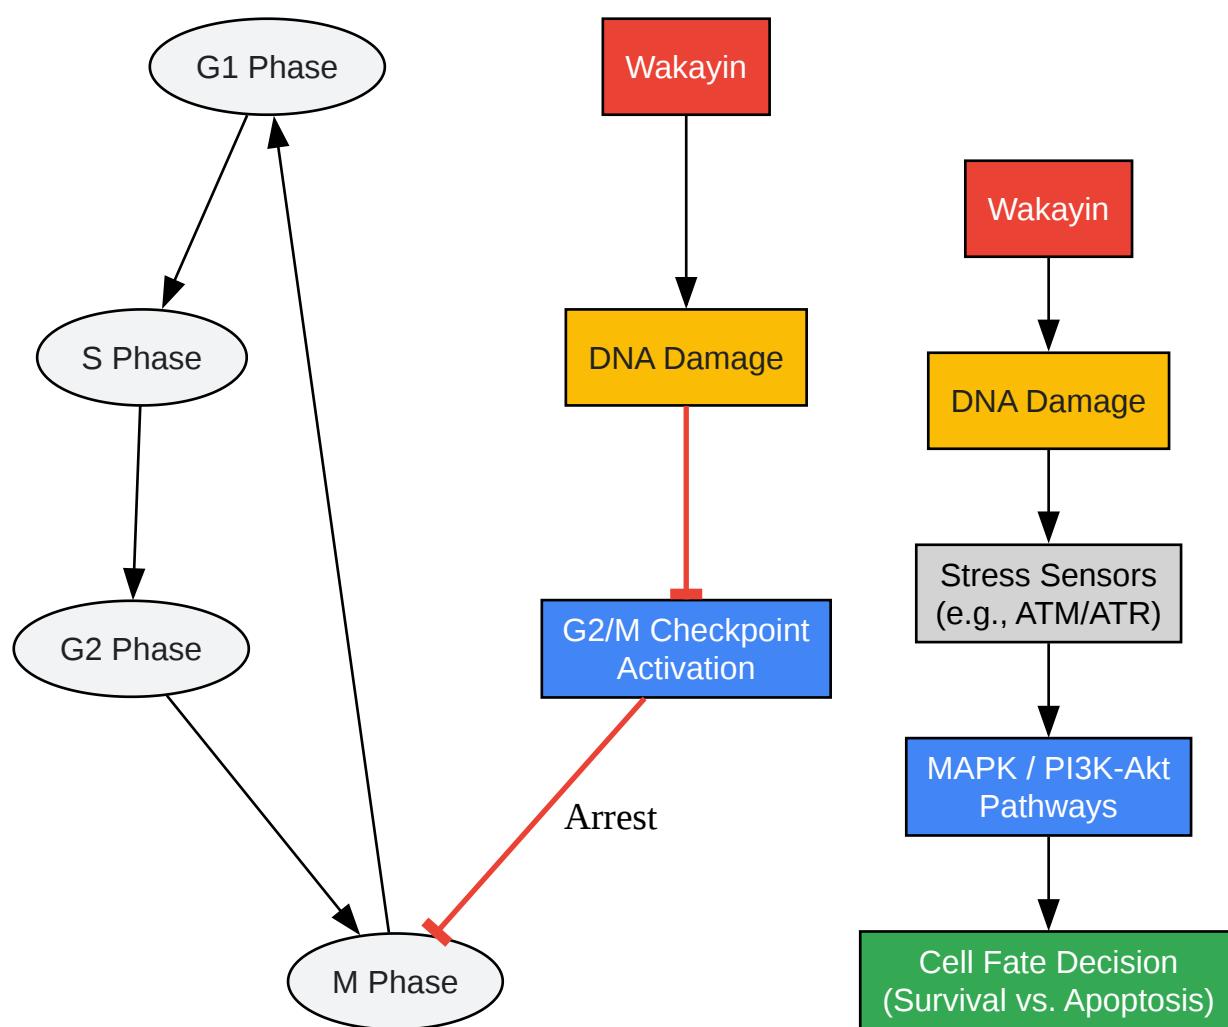 G1 Phase
S Phase
G2 Phase
M Phase
Wakayin
DNA Damage
G2/M Checkpoint
Activation
Arrest
Wakayin
DNA Damage
Stress Sensors
(e.g., ATM/ATR)
MAPK / PI3K-Akt
Pathways
Cell Fate Decision
(Survival vs. Apoptosis)